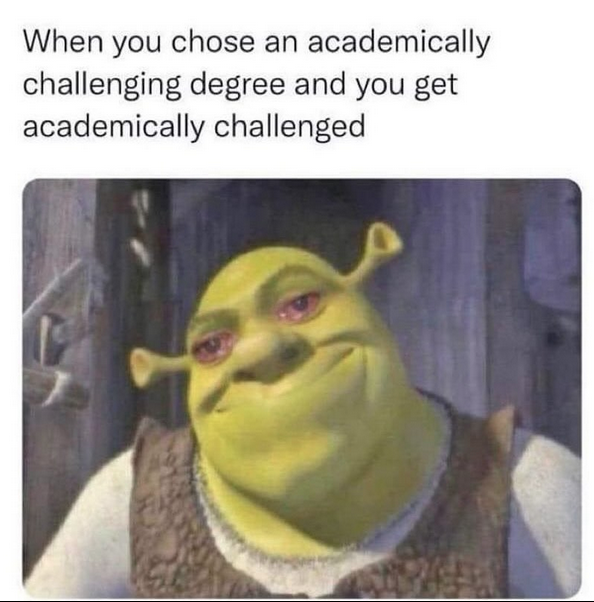 When you chose an academically
challenging degree and you get
academically challenged